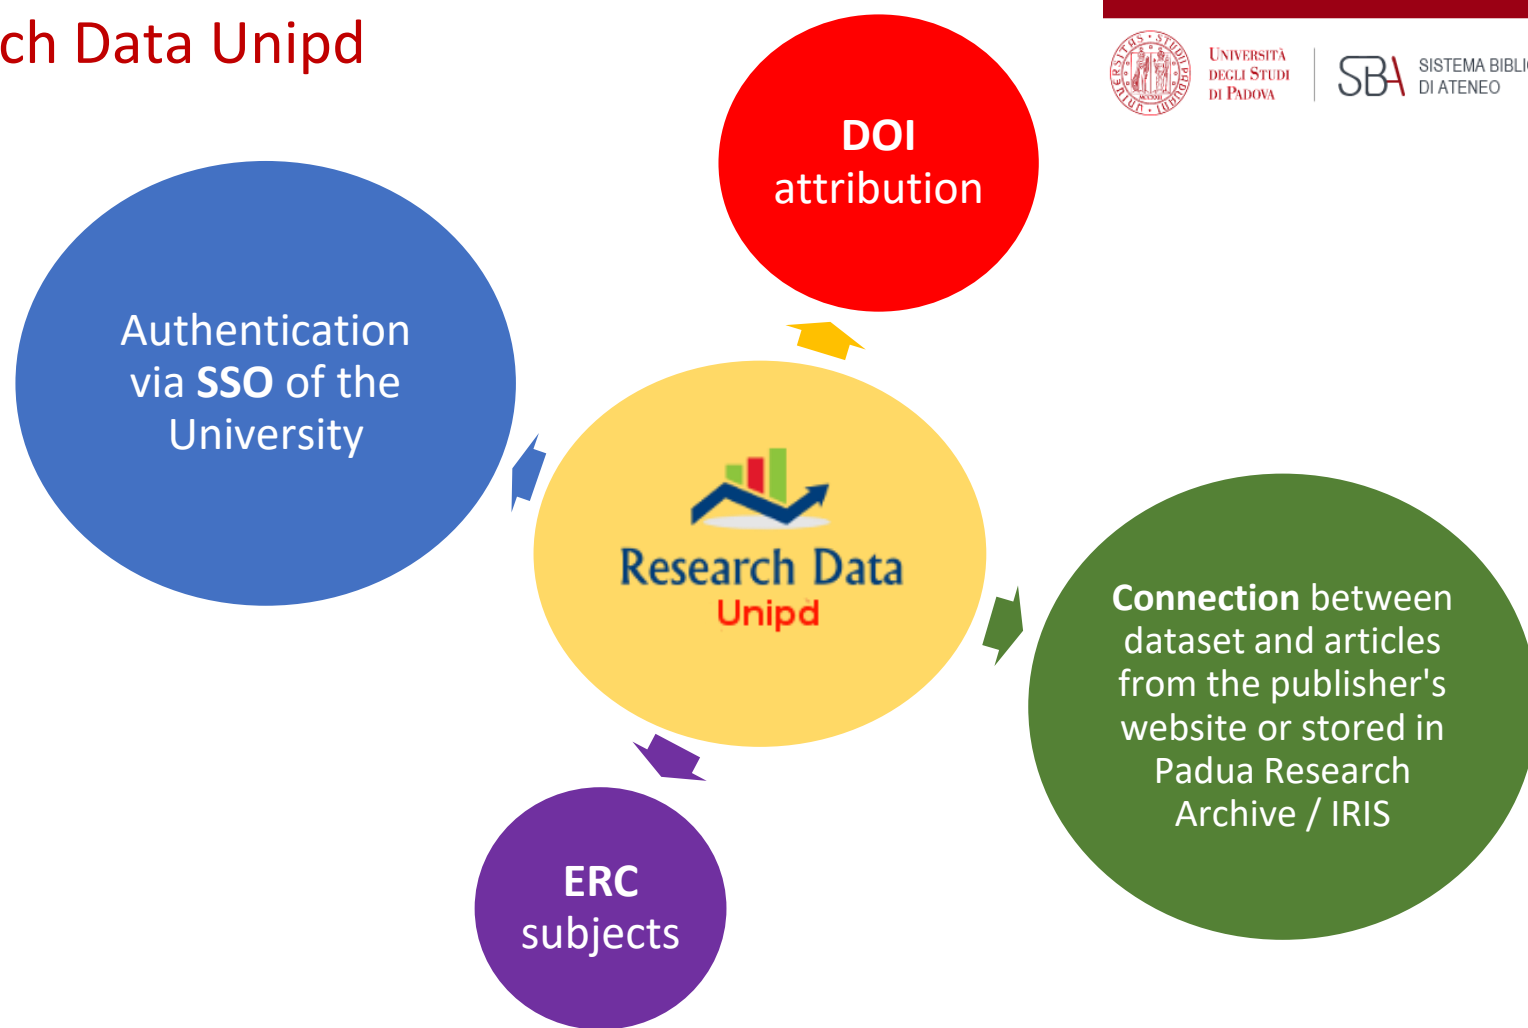 ch Data Unipd
UNIVERSITÀ
DEGLI STUDI
DI PADOVA
SBA
SISTEMA BIBLIO
DI ATENEO
DOI
attribution
Authentication
via SSO of the
University
Research Data
Unipd
Connection between
dataset and articles
from the publisher's
website or stored in
Padua Research
Archive / IRIS
ERC
subjects